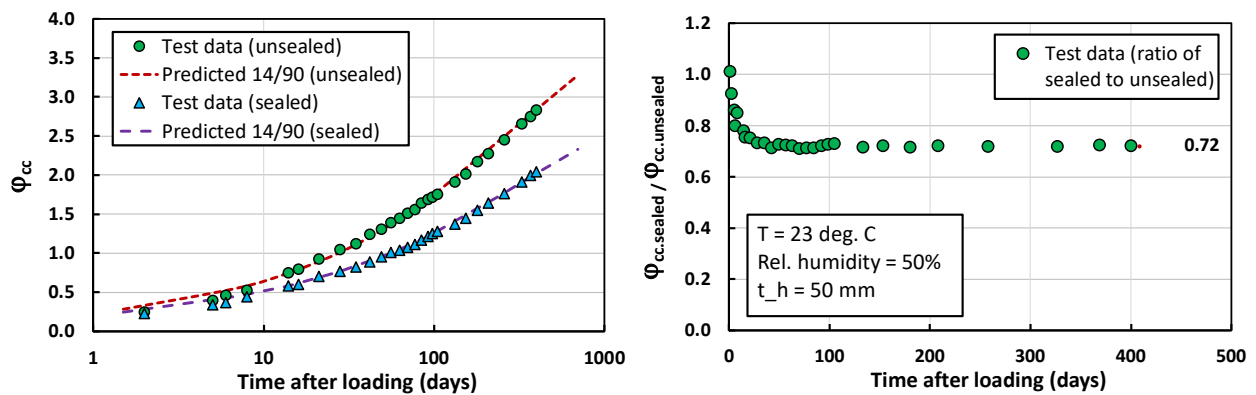 4.0
3.5
3.0
2.5
2.0
1.5
1.0
0.5
0.0
φcc
Test data (unsealed)
Predicted 14/90 (unsealed)
Test data (sealed)
Predicted 14/90 (sealed)
1 10 100 1000
Time after loading (days)
1.2
1.0
0.8
0.6
0.4
0.2
0.0
φcc.sealed / φcc.unsealed
Test data (ratio of
sealed to unsealed)
0.72
T = 23 deg. C
Rel. humidity = 50%
t_h = 50 mm
0 100 200 300 400 500
Time after loading (days)